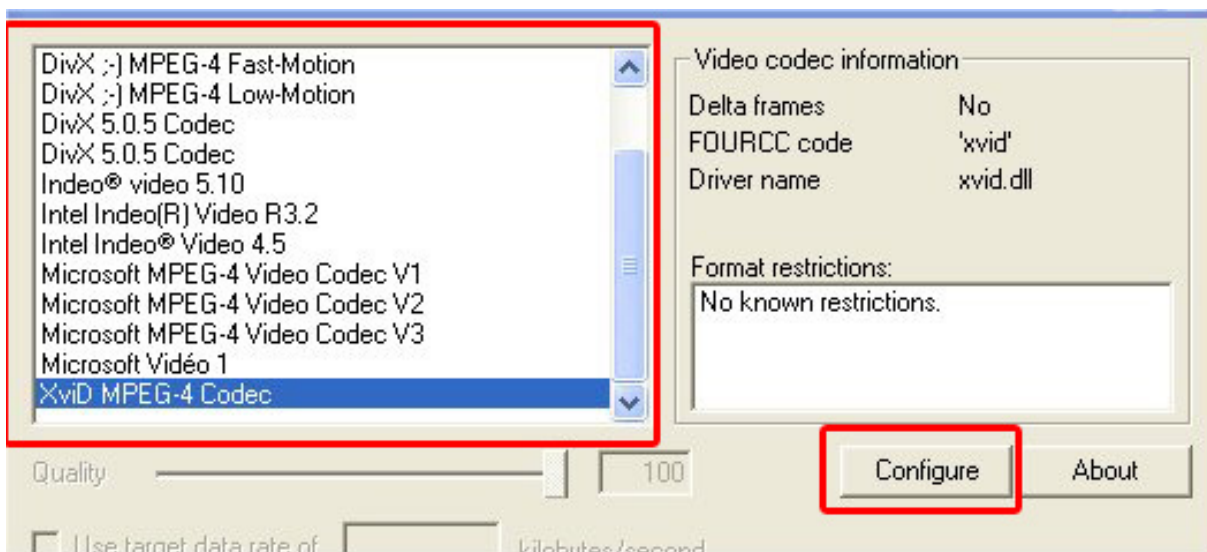 DivX ;-) MPEG-4 Fast-Motion
DivX ;-) MPEG-4 Low-Motion
DivX 5.0.5 Codec
DivX 5.0.5 Codec
Indeo® video 5.10
Intel Indeo(R) Video R3.2
Intel Indeo® Video 4.5
Microsoft MPEG-4 Video Codec V1
Microsoft MPEG-4 Video Codec V2
Microsoft MPEG-4 Video Codec V3
Microsoft Vidéo 1
XviD MPEG-4 Codec
Video codec information
Delta frames No
FOURCC code 'xvid'
Driver name xvid.dll
Format restrictions:
No known restrictions.
Quality 100
Configure About
Use target data rate of kilobytes/second